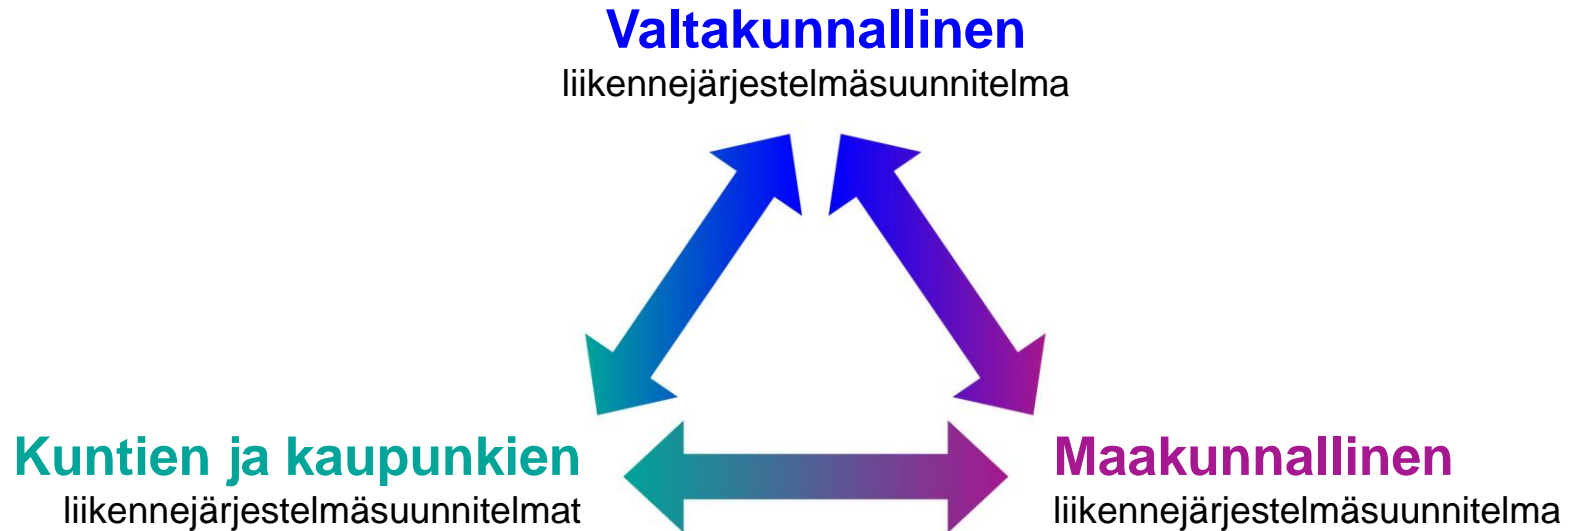 Valtakunnallinen
liikennejärjestelmäsuunnitelma
Kuntien ja kaupunkien
liikennejärjestelmäsuunnitelmat
Maakunnallinen
liikennejärjestelmäsuunnitelma